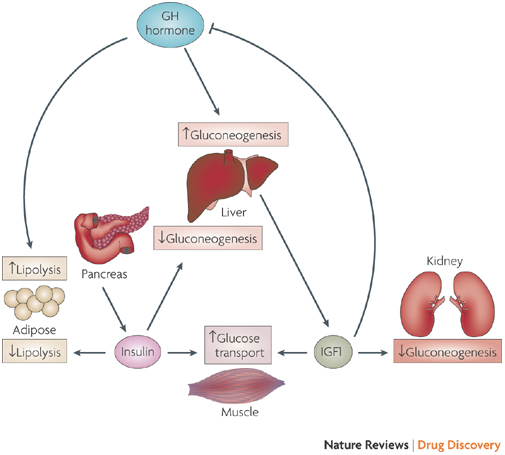 GH
hormone
↑Gluconeogenesis
Liver
↓Gluconeogenesis
Pancreas
↑Lipolysis
Adipose
↓Lipolysis
Insulin
↑Glucose
transport
Muscle
IGFI
Kidney
↓Gluconeogenesis
Nature Reviews | Drug Discovery